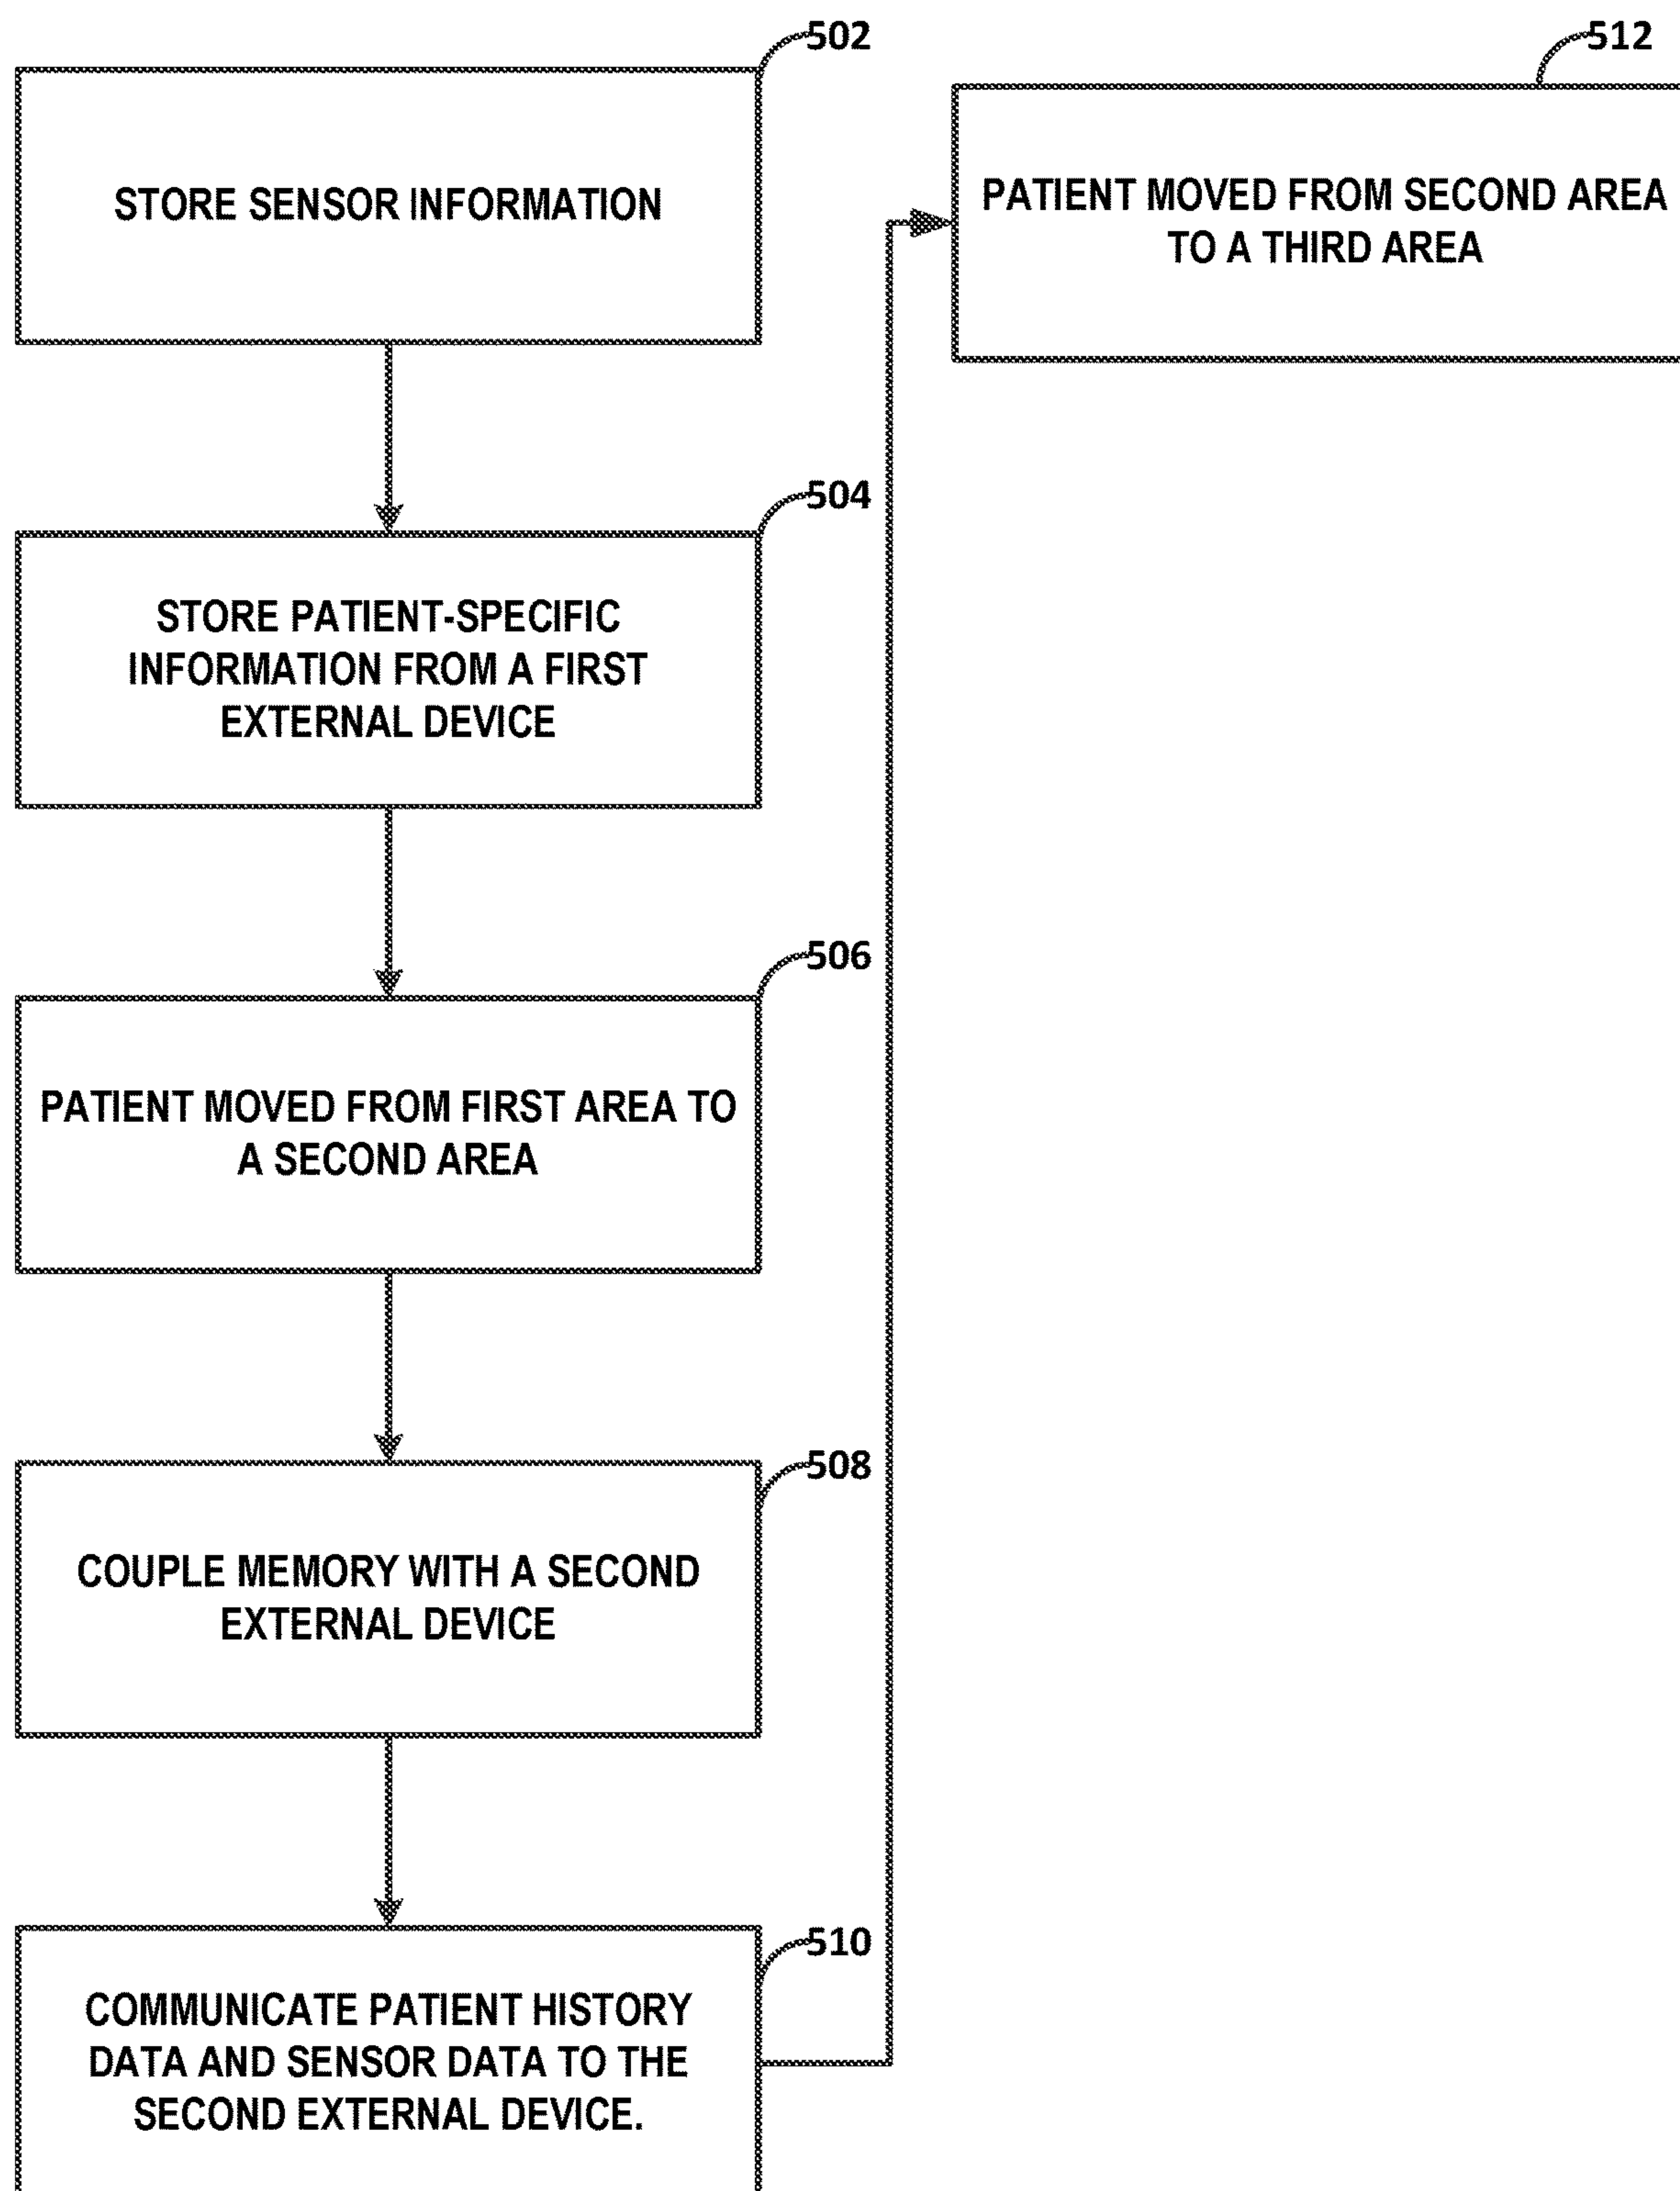 502
STORE SENSOR INFORMATION
504
STORE PATIENT-SPECIFIC
INFORMATION FROM A FIRST
EXTERNAL DEVICE
506
PATIENT MOVED FROM FIRST AREA TO
A SECOND AREA
508
COUPLE MEMORY WITH A SECOND
EXTERNAL DEVICE
510
COMMUNICATE PATIENT HISTORY
DATA AND SENSOR DATA TO THE
SECOND EXTERNAL DEVICE.
512
PATIENT MOVED FROM SECOND AREA
TO A THIRD AREA